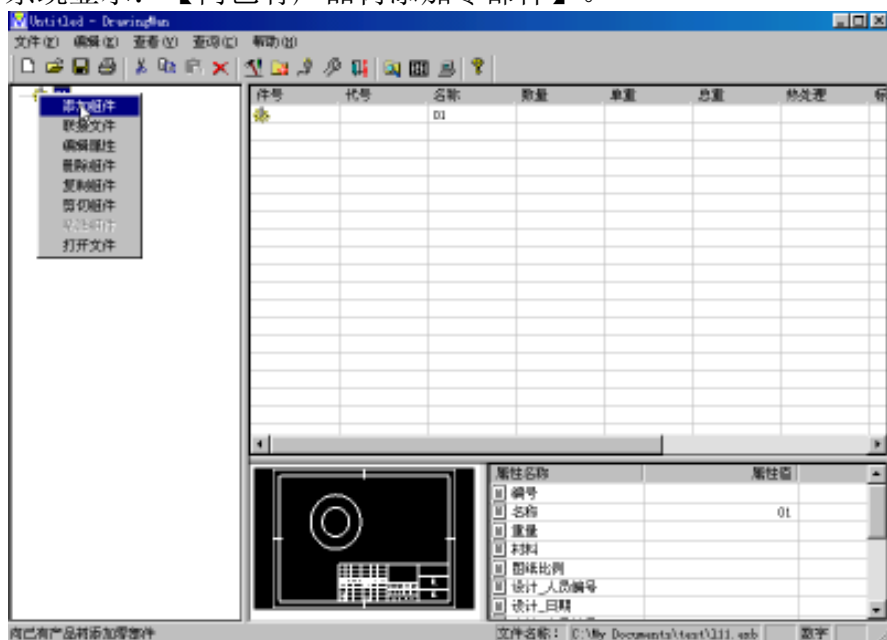 系统显示：【向已有产品树添加零部件】。
Untitled - DrawingMan
文件(F) 编辑(E) 查看(V) 查询(Q) 帮助(H)
添加组件
联接文件
编辑属性
删除组件
复制组件
剪切组件
粘贴组件
打开文件
件号 代号 名称 数量 单重 总重 热处理
01
属性名称 属性值
编号
名称 01
重量
材料
图纸比例
设计_人员编号
设计_日期
向已有产品树添加零部件 文件名称: C:\My Documents\test\111.exb 数字